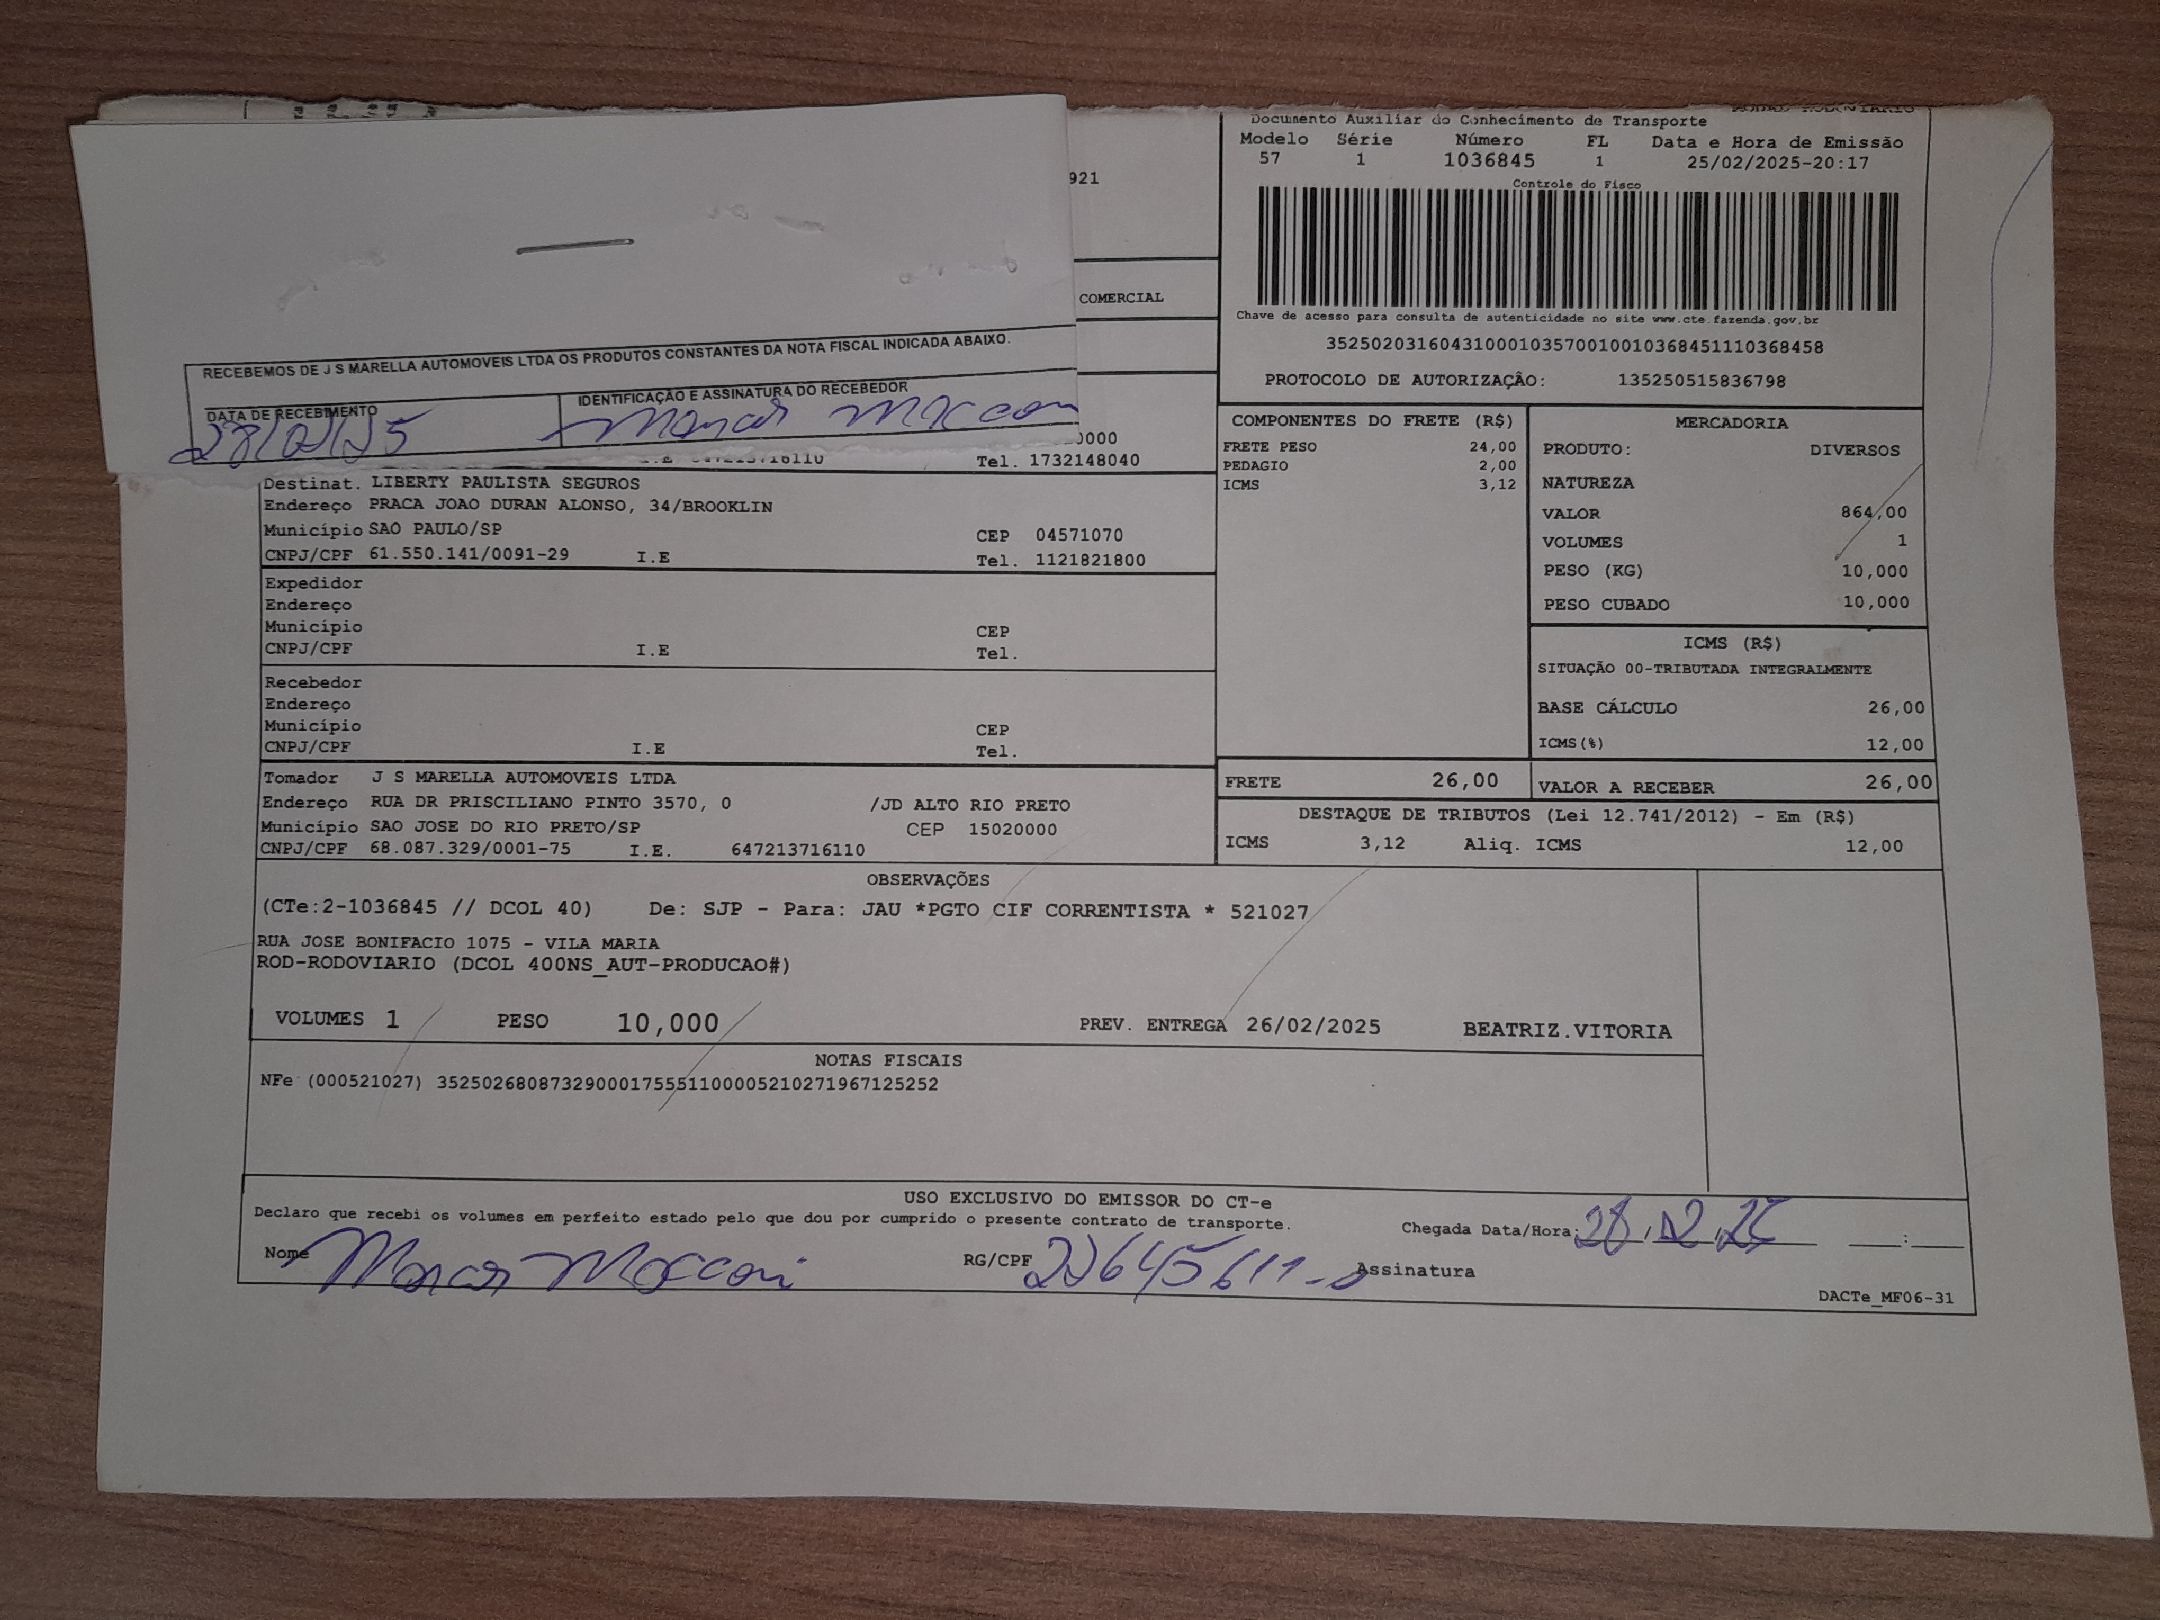 Documento Auxiliar do Conhecimento de Transporte
Modelo Série Número FL Data e Hora de Emissão
57 1 1036845 1 25/02/2025-20:17
Controle do Fisco
Chave de acesso para consulta de autenticidade no site www.cte.fazenda.gov.br
35250203160431000103570010010368451110368458
PROTOCOLO DE AUTORIZAÇÃO: 135250515836798
921
COMERCIAL
RECEBEMOS DE J S MARELLA AUTOMOVEIS LTDA OS PRODUTOS CONSTANTES DA NOTA FISCAL INDICADA ABAIXO.
DATA DE RECEBIMENTO IDENTIFICAÇÃO E ASSINATURA DO RECEBEDOR
28/02/25
Tel. 1732148040
Destinat. LIBERTY PAULISTA SEGUROS
Endereço PRACA JOAO DURAN ALONSO, 34/BROOKLIN
Município SAO PAULO/SP CEP 04571070
CNPJ/CPF 61.550.141/0091-29 I.E Tel. 1121821800
Expedidor
Endereço
Município CEP
CNPJ/CPF I.E Tel.
Recebedor
Endereço
Município CEP
CNPJ/CPF I.E Tel.
Tomador J S MARELLA AUTOMOVEIS LTDA
Endereço RUA DR PRISCILIANO PINTO 3570, 0 /JD ALTO RIO PRETO
Município SAO JOSE DO RIO PRETO/SP CEP 15020000
CNPJ/CPF 68.087.329/0001-75 I.E. 647213716110
COMPONENTES DO FRETE (R$)
FRETE PESO 24,00
PEDAGIO 2,00
ICMS 3,12
MERCADORIA
PRODUTO: DIVERSOS
NATUREZA
VALOR 864,00
VOLUMES 1
PESO (KG) 10,000
PESO CUBADO 10,000
ICMS (R$)
SITUAÇÃO 00-TRIBUTADA INTEGRALMENTE
BASE CÁLCULO 26,00
ICMS(%) 12,00
FRETE 26,00 VALOR A RECEBER 26,00
DESTAQUE DE TRIBUTOS (Lei 12.741/2012) - Em (R$)
ICMS 3,12 Aliq. ICMS 12,00
OBSERVAÇÕES
(CTe:2-1036845 // DCOL 40) De: SJP - Para: JAU *PGTO CIF CORRENTISTA * 521027
RUA JOSE BONIFACIO 1075 - VILA MARIA
ROD-RODOVIARIO (DCOL 400NS_AUT-PRODUCAO#)
VOLUMES 1 PESO 10,000 PREV. ENTREGA 26/02/2025 BEATRIZ.VITORIA
NOTAS FISCAIS
NFe (000521027) 35250268087329000175551100005210271967125252
USO EXCLUSIVO DO EMISSOR DO CT-e
Declaro que recebi os volumes em perfeito estado pelo que dou por cumprido o presente contrato de transporte.
Chegada Data/Hora: 28 02 25 :
Nome RG/CPF Assinatura
DACTe_MF06-31